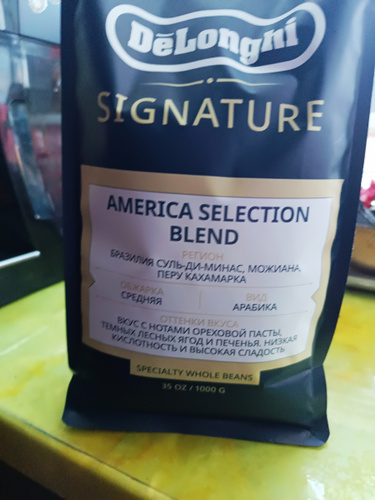 DēLonghi
SIGNATURE
AMERICA SELECTION
BLEND
РЕГИОН
БРАЗИЛИЯ СУЛЬ-ДИ-МИНАС, МОЖИАНА,
ПЕРУ КАХАМАРКА
ОБЖАРКА ВИД
СРЕДНЯЯ АРАБИКА
ОТТЕНКИ ВКУСА
ВКУС С НОТАМИ ОРЕХОВОЙ ПАСТЫ,
ТЕМНЫХ ЛЕСНЫХ ЯГОД И ПЕЧЕНЬЯ. НИЗКАЯ
КИСЛОТНОСТЬ И ВЫСОКАЯ СЛАДОСТЬ
SPECIALTY WHOLE BEANS
35 OZ / 1000 G